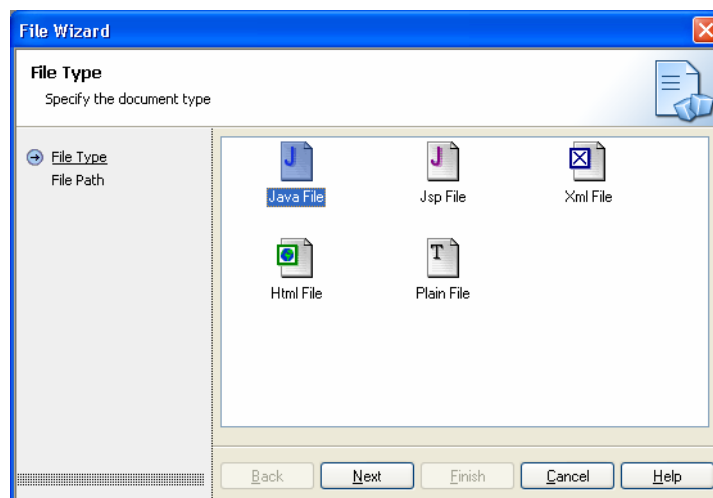 File Wizard
File Type
Specify the document type
File Type
File Path
Java File
Jsp File
Xml File
Html File
Plain File
Back Next Finish Cancel Help